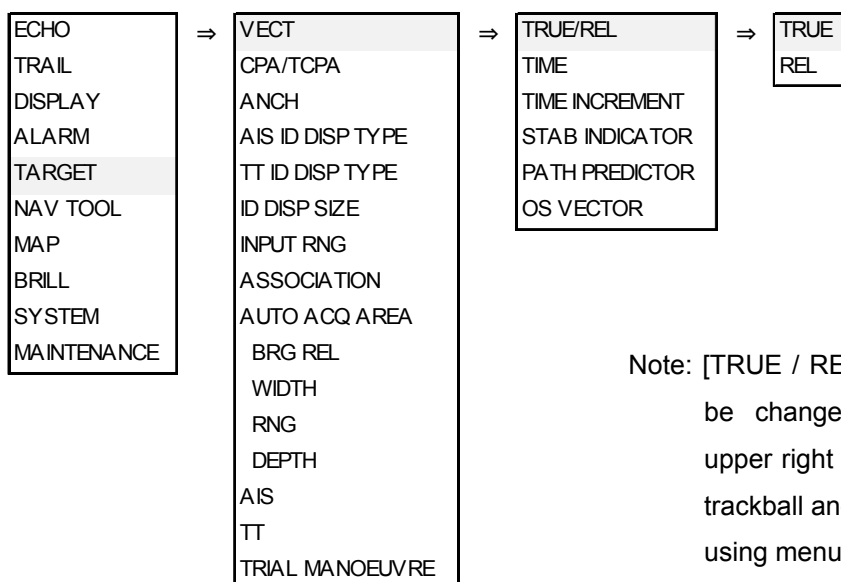 ECHO
TRAIL
DISPLAY
ALARM
TARGET
NAV TOOL
MAP
BRILL
SYSTEM
MAINTENANCE
⇒
VECT
CPA/TCPA
ANCH
AIS ID DISP TYPE
TT ID DISP TYPE
ID DISP SIZE
INPUT RNG
ASSOCIATION
AUTO ACQ AREA
BRG REL
WIDTH
RNG
DEPTH
AIS
TT
TRIAL MANOEUVRE
⇒
TRUE/REL
TIME
TIME INCREMENT
STAB INDICATOR
PATH PREDICTOR
OS VECTOR
⇒
TRUE
REL
Note: [TRUE / RE
be change
upper right
trackball an
using menu